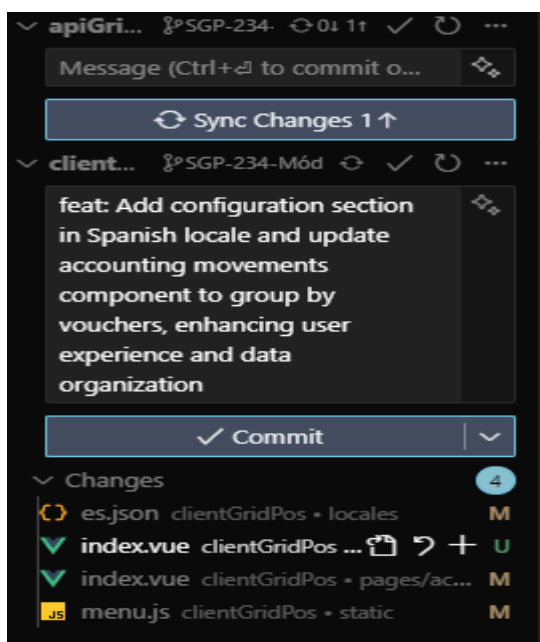 apiGri... SGP-234- 0↓ 1↑ ...
Message (Ctrl+⏎ to commit o...
Sync Changes 1↑
client... SGP-234-Mód ...
feat: Add configuration section
in Spanish locale and update
accounting movements
component to group by
vouchers, enhancing user
experience and data
organization
Commit
Changes 4
es.json clientGridPos • locales M
index.vue clientGridPos ... U
index.vue clientGridPos • pages/ac... M
JS menu.js clientGridPos • static M